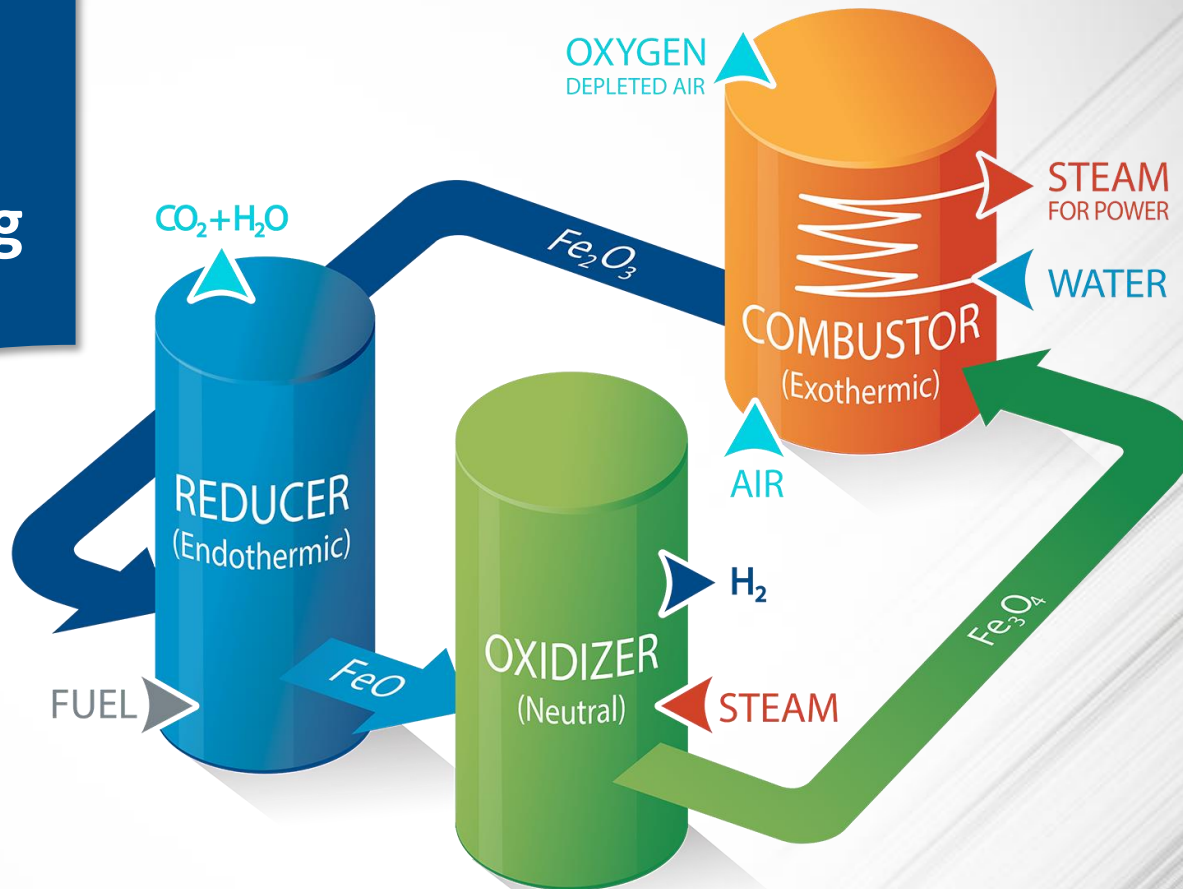 g
OXYGEN
DEPLETED AIR
STEAM
FOR POWER
CO₂+H₂O
Fe₂O₃
WATER
COMBUSTOR
(Exothermic)
AIR
REDUCER
(Endothermic)
H₂
Fe₃O₄
OXIDIZER
(Neutral)
FeO
FUEL
STEAM